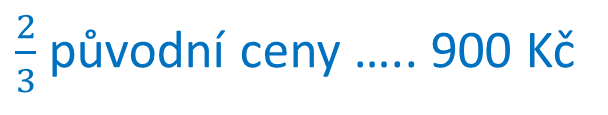 2/3 původní ceny ….. 900 Kč